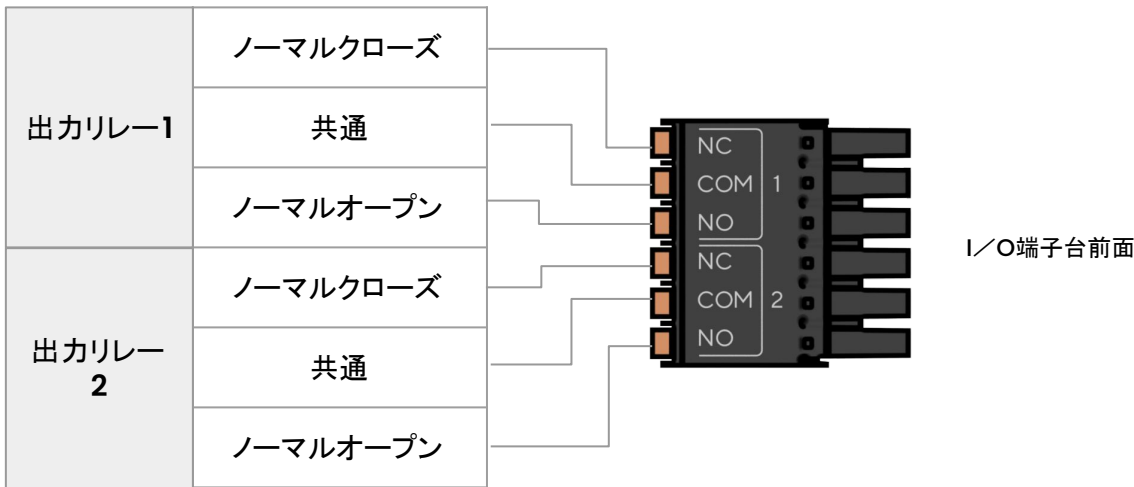 出力リレー1
ノーマルクローズ
共通
ノーマルオープン
出力リレー
2
ノーマルクローズ
共通
ノーマルオープン
NC
COM 1
NO
NC
COM 2
NO
I／O端子台前面